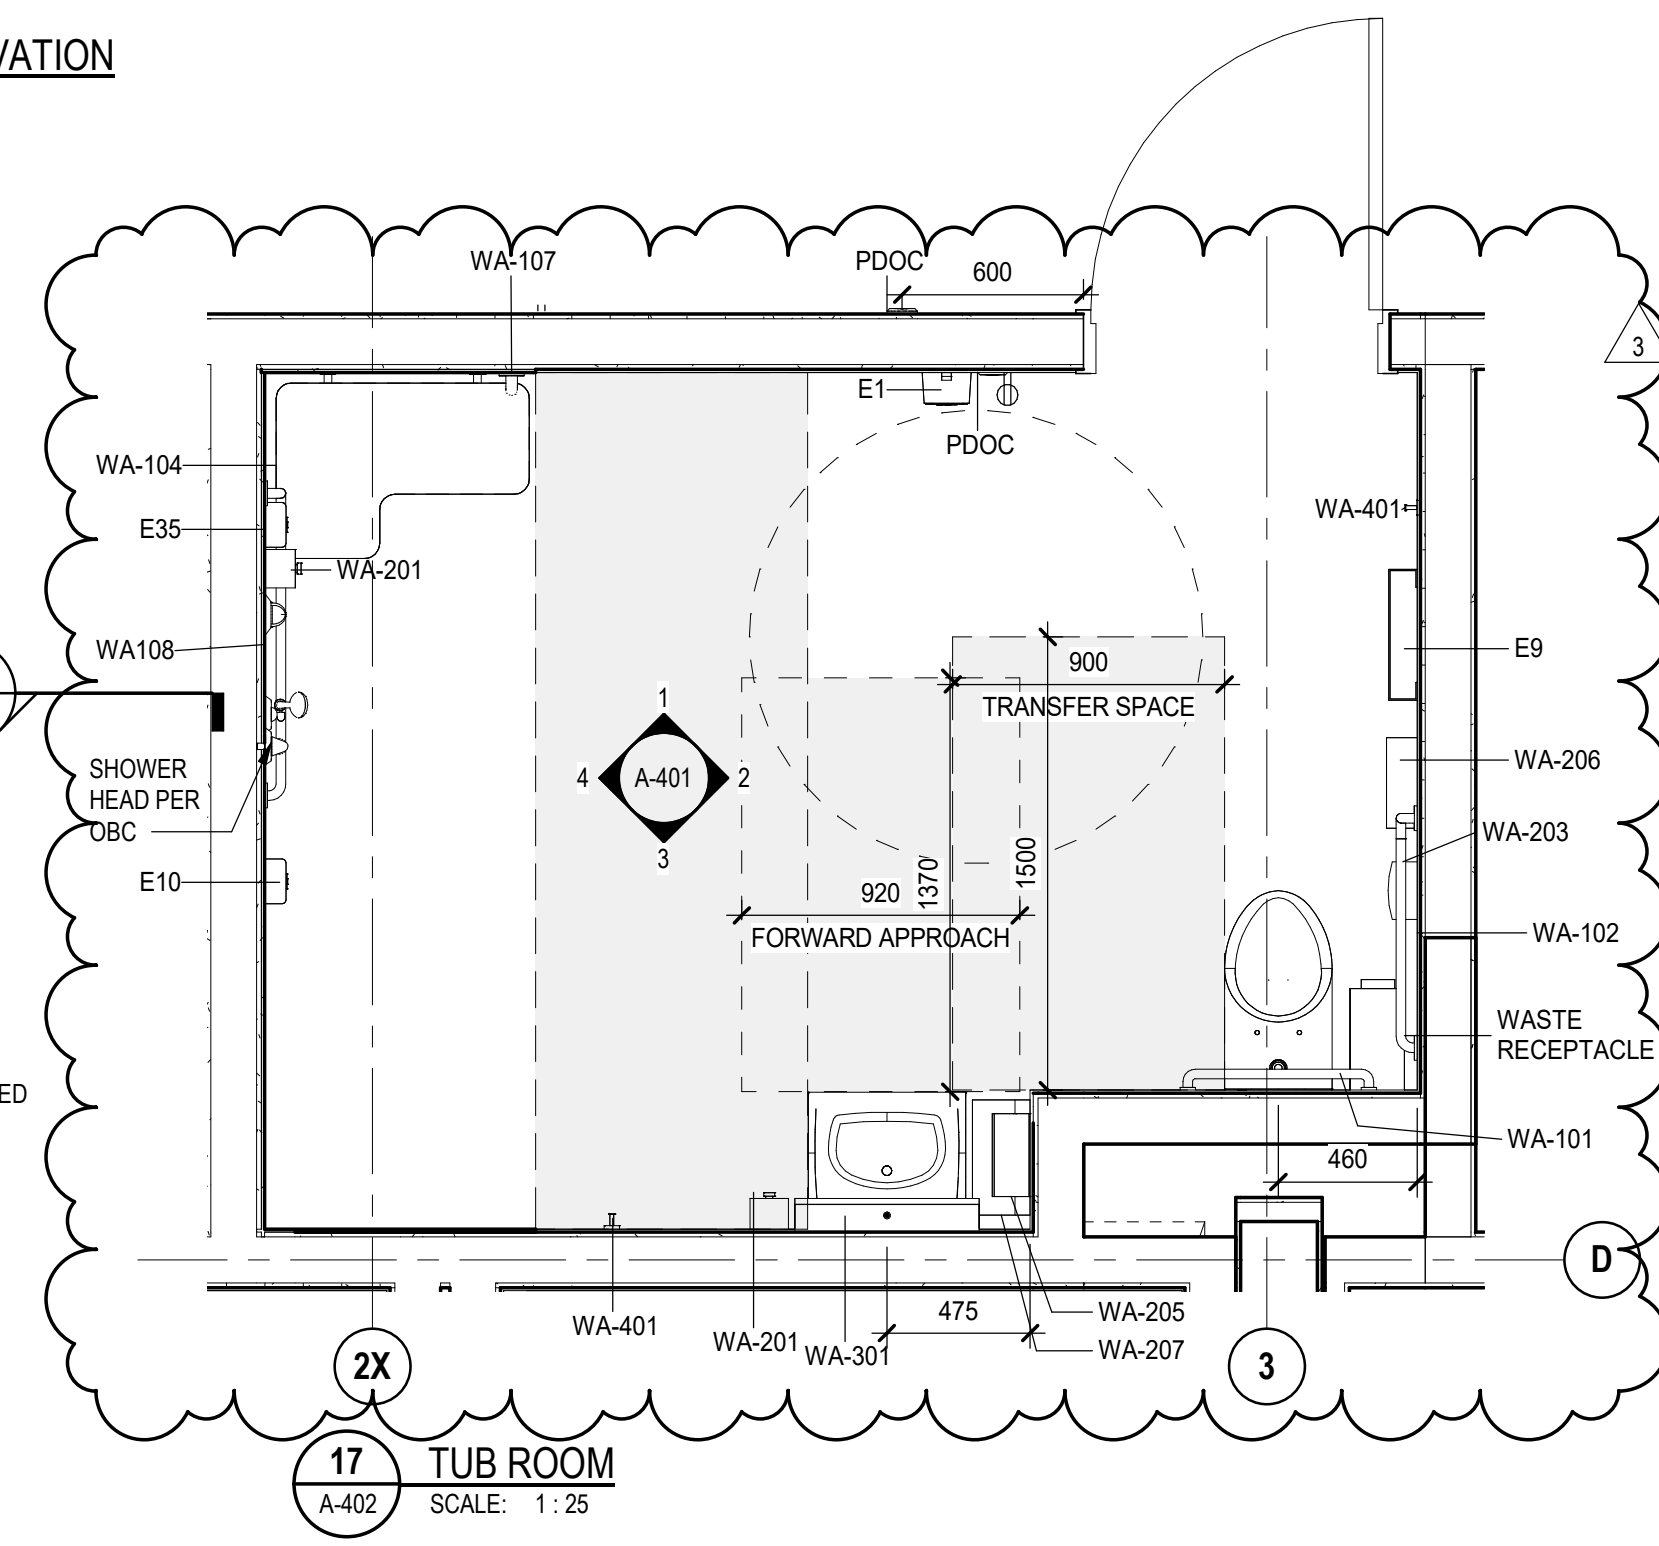 VATION
WA-107
PDOC
600
3
E1
PDOC
WA-104
E35
WA-201
WA-401
WA108
E9
900
TRANSFER SPACE
1
4
A-401
2
3
SHOWER
HEAD PER
OBC
WA-206
WA-203
E10
920
1370
1500
FORWARD APPROACH
WA-102
WASTE
RECEPTACLE
ED
WA-101
460
D
WA-401
WA-201
WA-301
475
WA-205
WA-207
2X
3
17
TUB ROOM
A-402
SCALE: 1 : 25